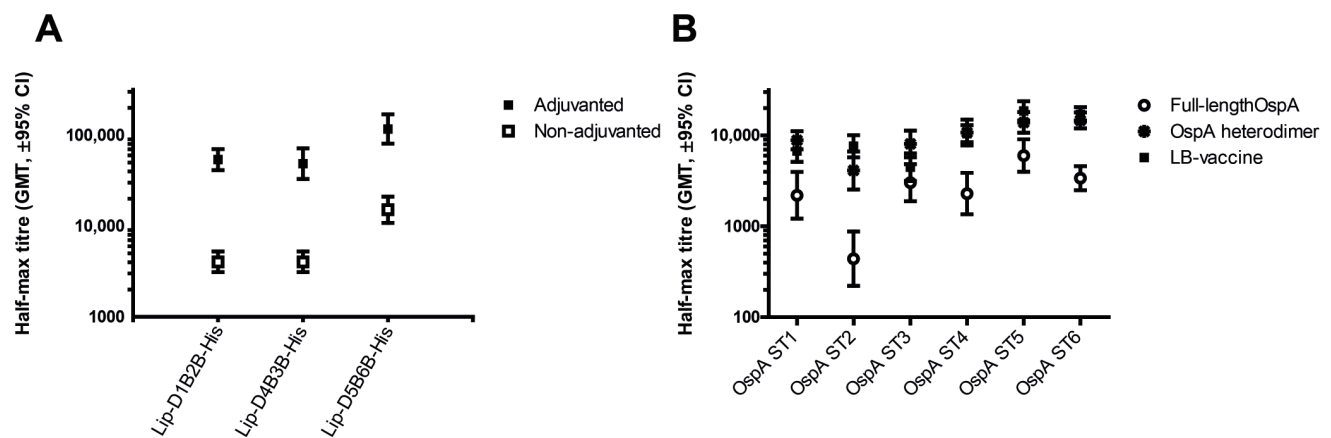 A
Half-max titre (GMT, ±95% CI)
100,000
10,000
1000
Lip-D1B2B-His
Lip-D4B3B-His
Lip-D5B6B-His
Adjuvanted
Non-adjuvanted
B
Half-max titre (GMT, ±95% CI)
10,000
1000
100
OspA ST1
OspA ST2
OspA ST3
OspA ST4
OspA ST5
OspA ST6
Full-lengthOspA
OspA heterodimer
LB-vaccine